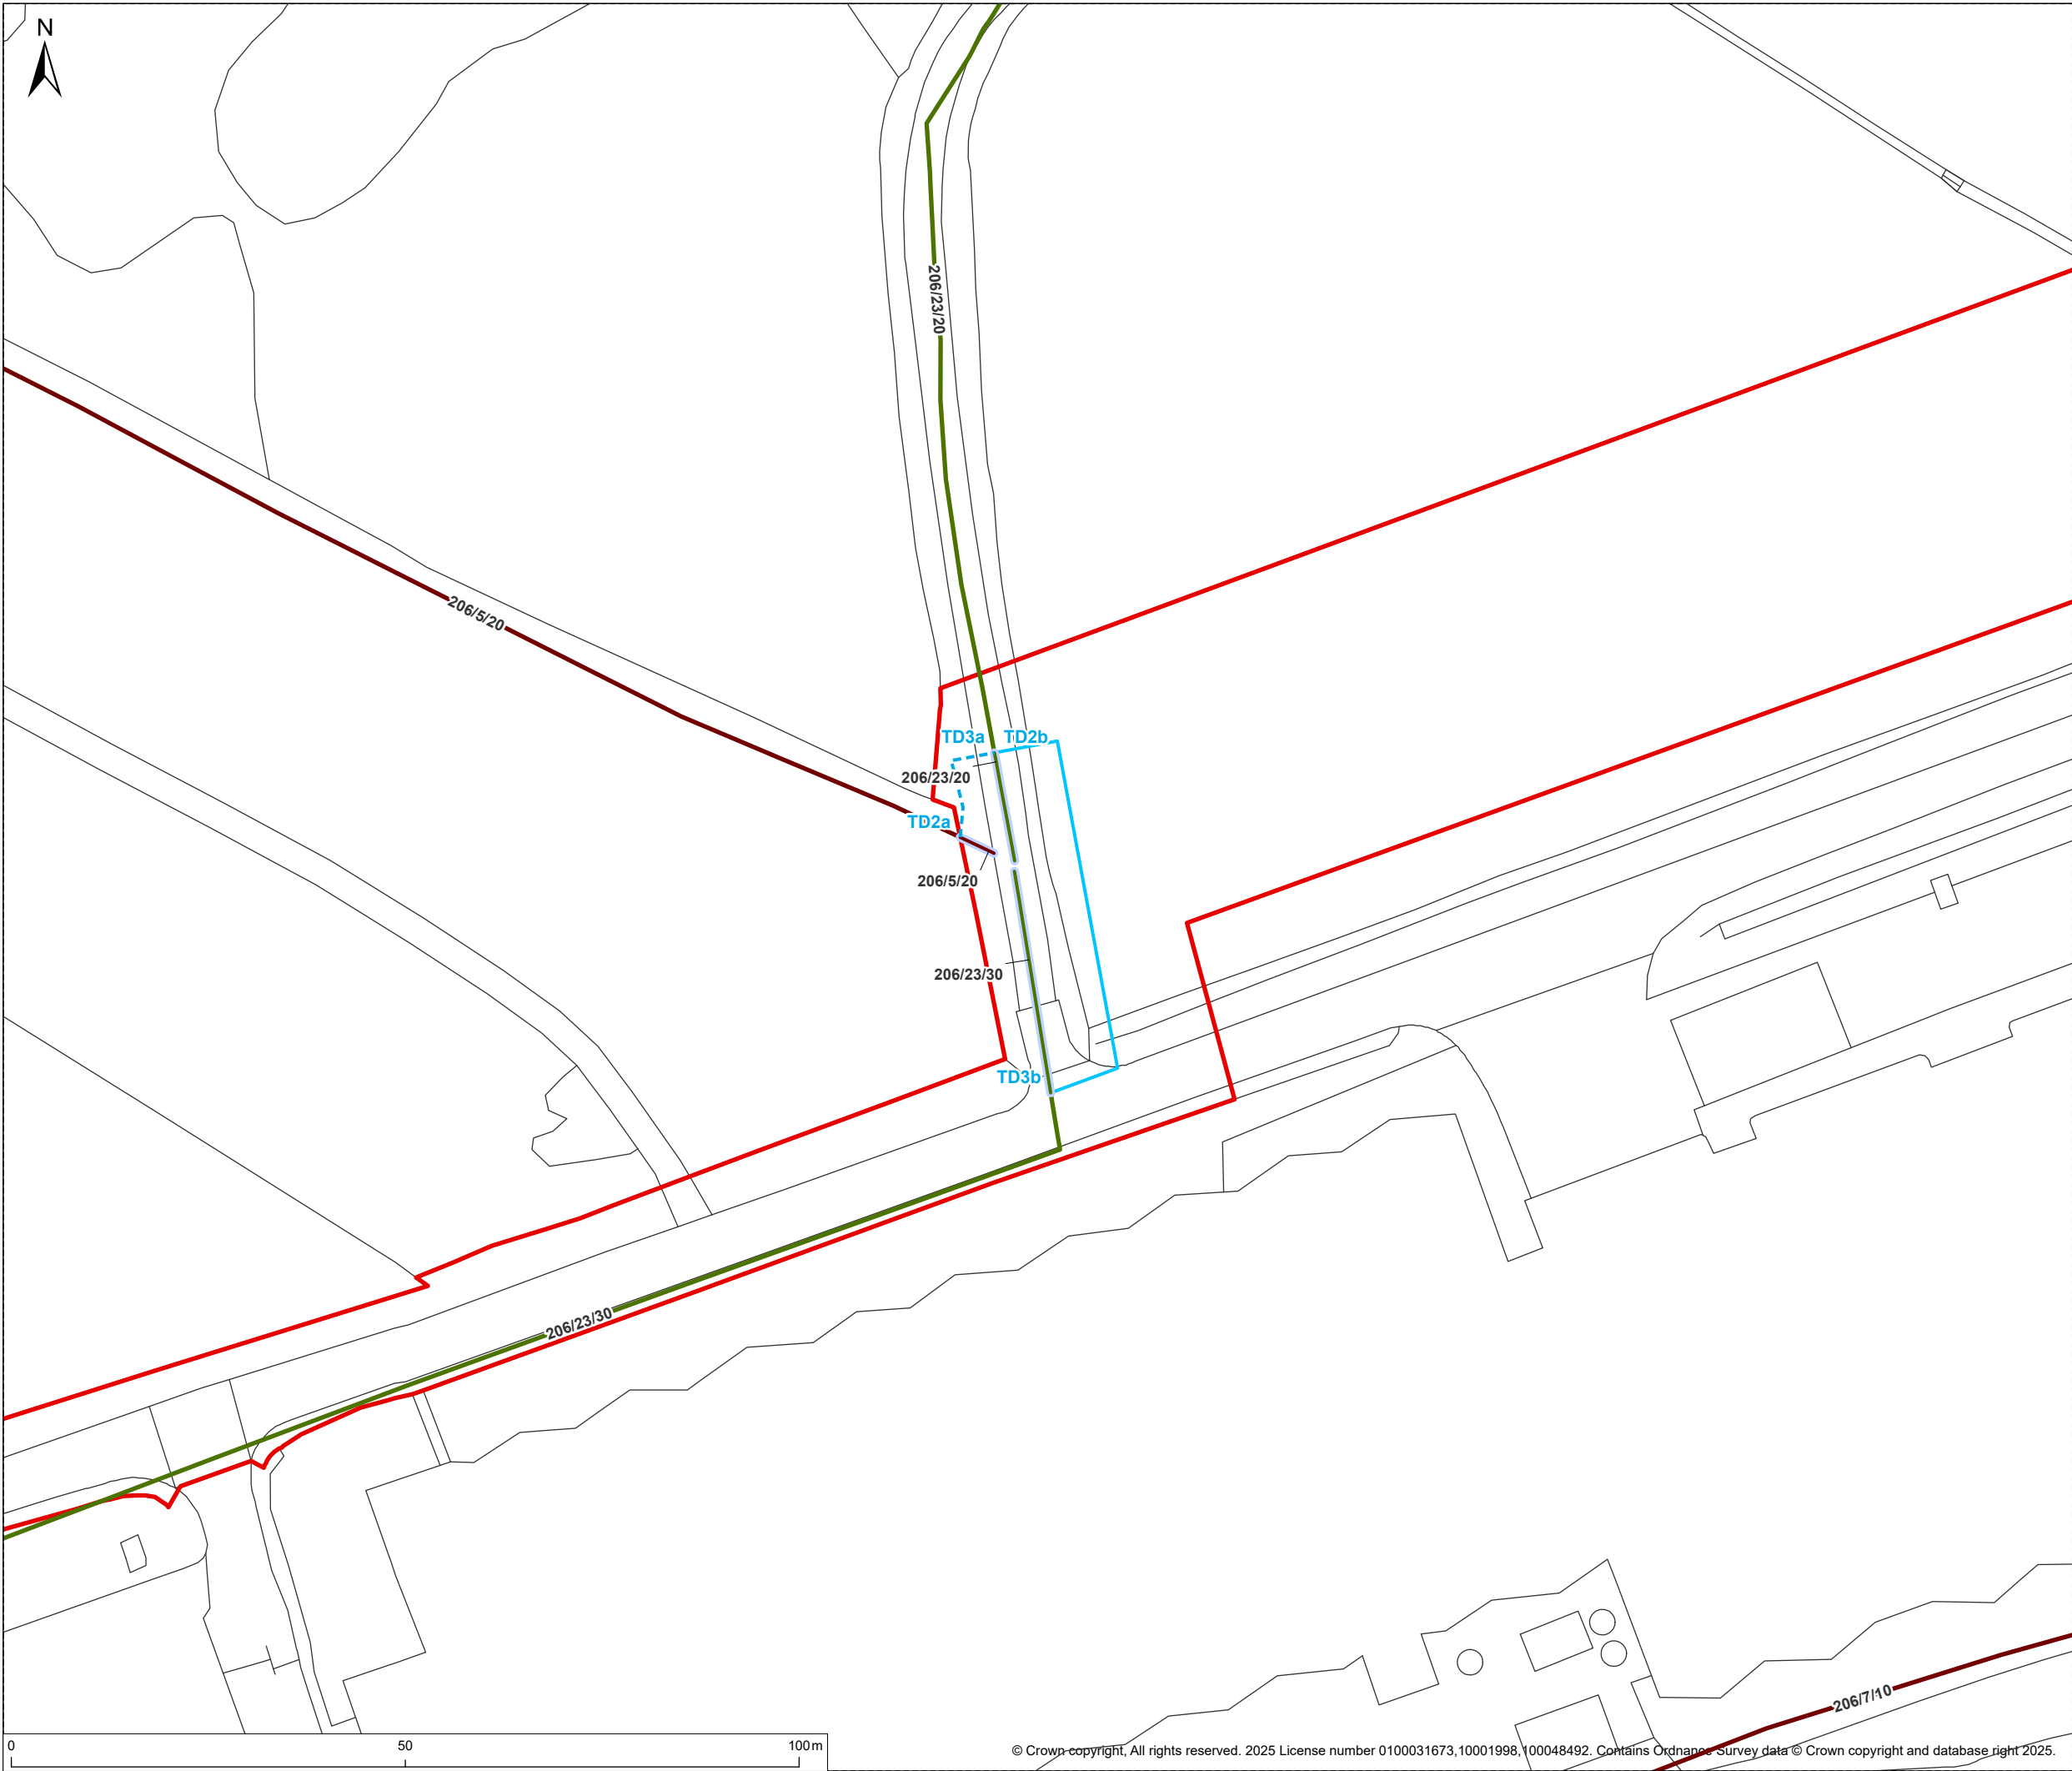 N
206/23/20
206/5/20
TD3a
TD2b
206/23/20
TD2a
206/5/20
206/23/30
TD3b
206/23/30
206/7/10
0
50
100m
© Crown copyright, All rights reserved. 2025 License number 0100031673,10001998,100048492. Contains Ordnance Survey data © Crown copyright and database right 2025.